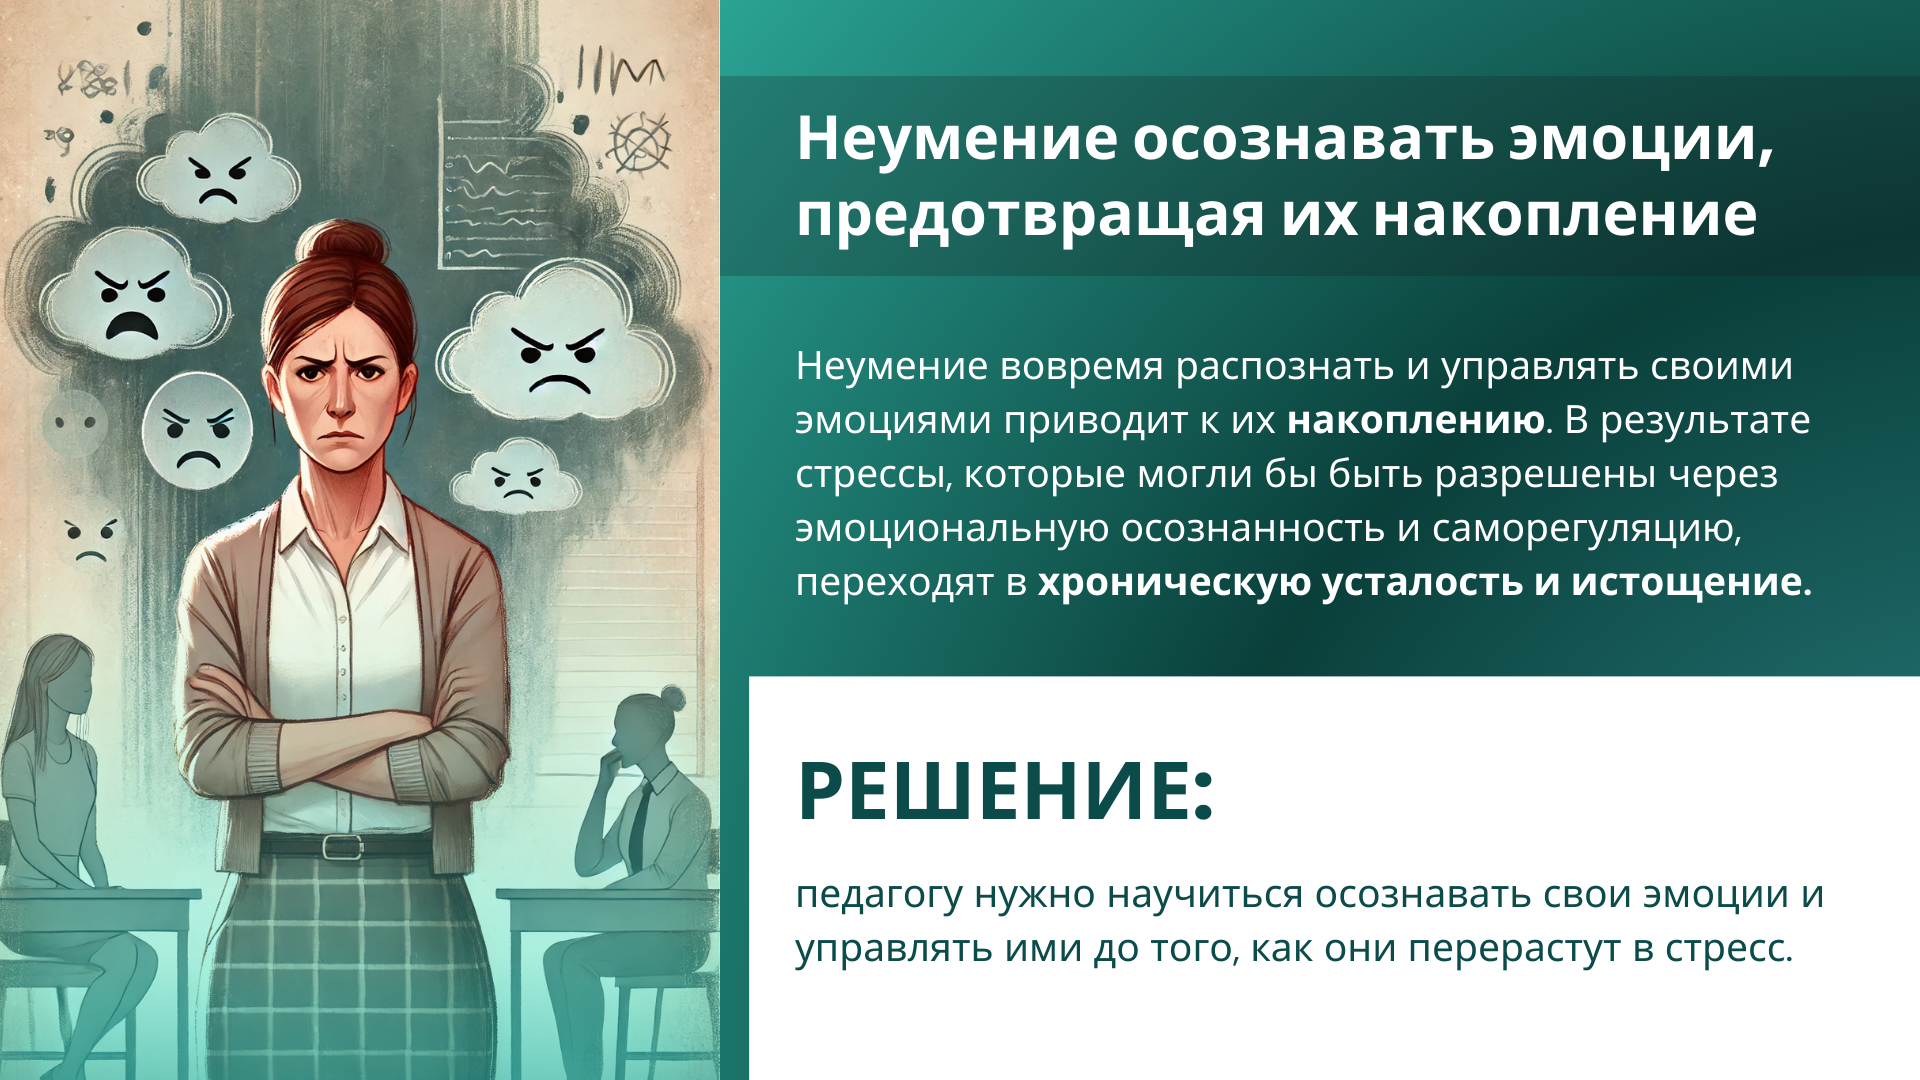 Неумение осознавать эмоции,
предотвращая их накопление
Неумение вовремя распознать и управлять своими
эмоциями приводит к их накоплению. В результате
стрессы, которые могли бы быть разрешены через
эмоциональную осознанность и саморегуляцию,
переходят в хроническую усталость и истощение.
РЕШЕНИЕ:
педагогу нужно научиться осознавать свои эмоции и
управлять ими до того, как они перерастут в стресс.